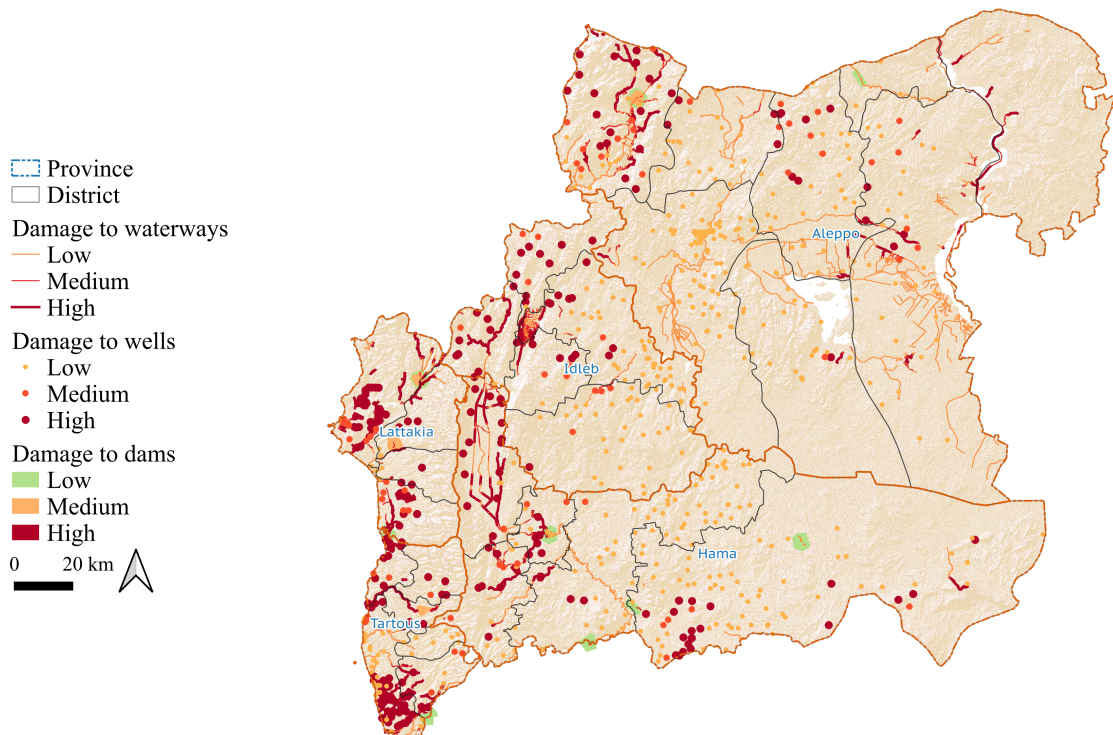 Province
District
Damage to waterways
Low
Medium
High
Damage to wells
Low
Medium
High
Damage to dams
Low
Medium
High
0 20 km
Aleppo
Idleb
Lattakia
Hama
Tartous